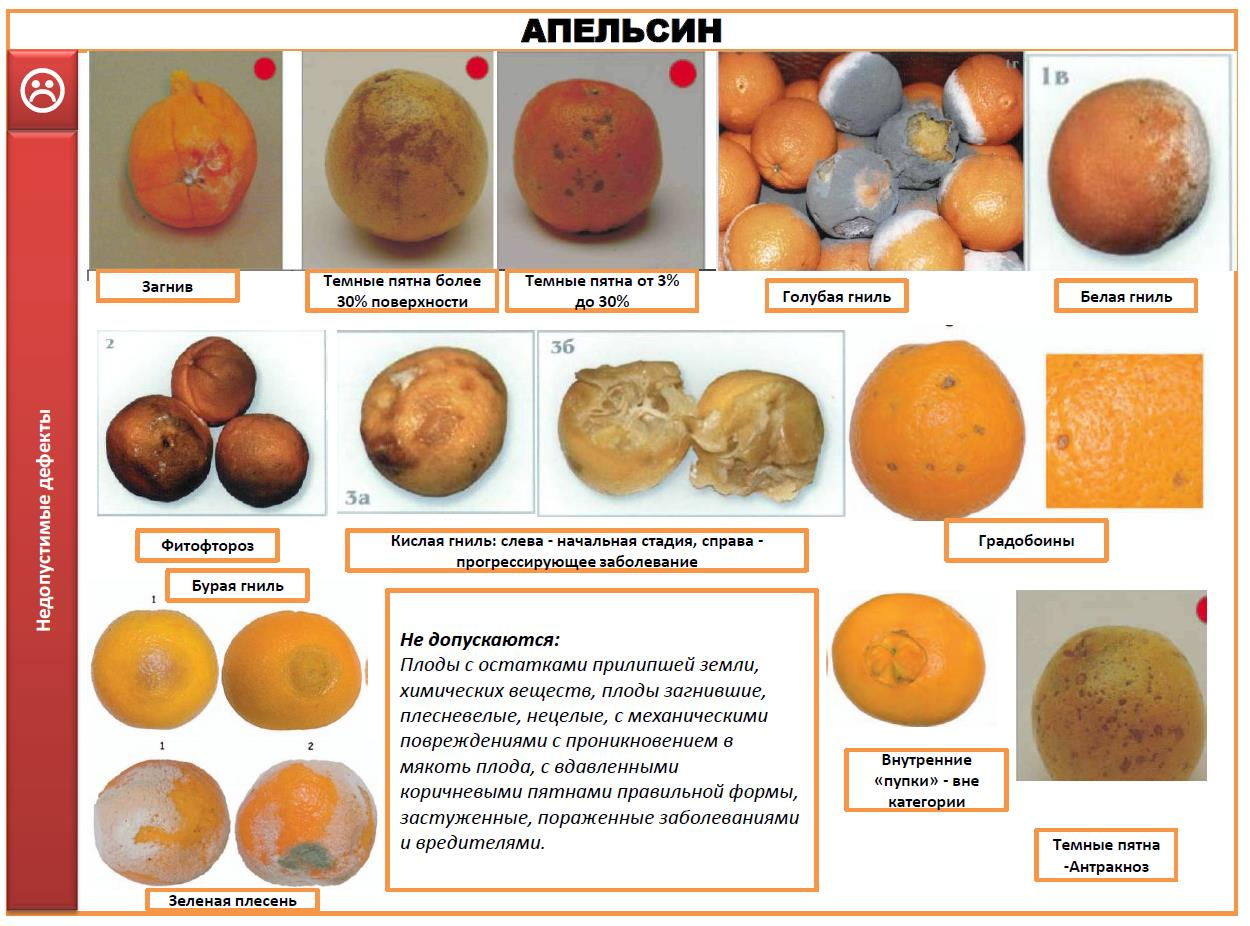 АПЕЛЬСИН
Недопустимые дефекты
1г
1в
Загнив
Темные пятна более
30% поверхности
Темные пятна от 3%
до 30%
Голубая гниль
Белая гниль
2
3а
3б
Фитофтороз
Кислая гниль: слева - начальная стадия, справа -
прогрессирующее заболевание
Градобоины
Бурая гниль
1
1
2
Зеленая плесень
Не допускаются:
Плоды с остатками прилипшей земли,
химических веществ, плоды загнившие,
плесневелые, нецелые, с механическими
повреждениями с проникновением в
мякоть плода, с вдавленными
коричневыми пятнами правильной формы,
застуженные, пораженные заболеваниями
и вредителями.
Внутренние
«пупки» - вне
категории
Темные пятна
-Антракноз